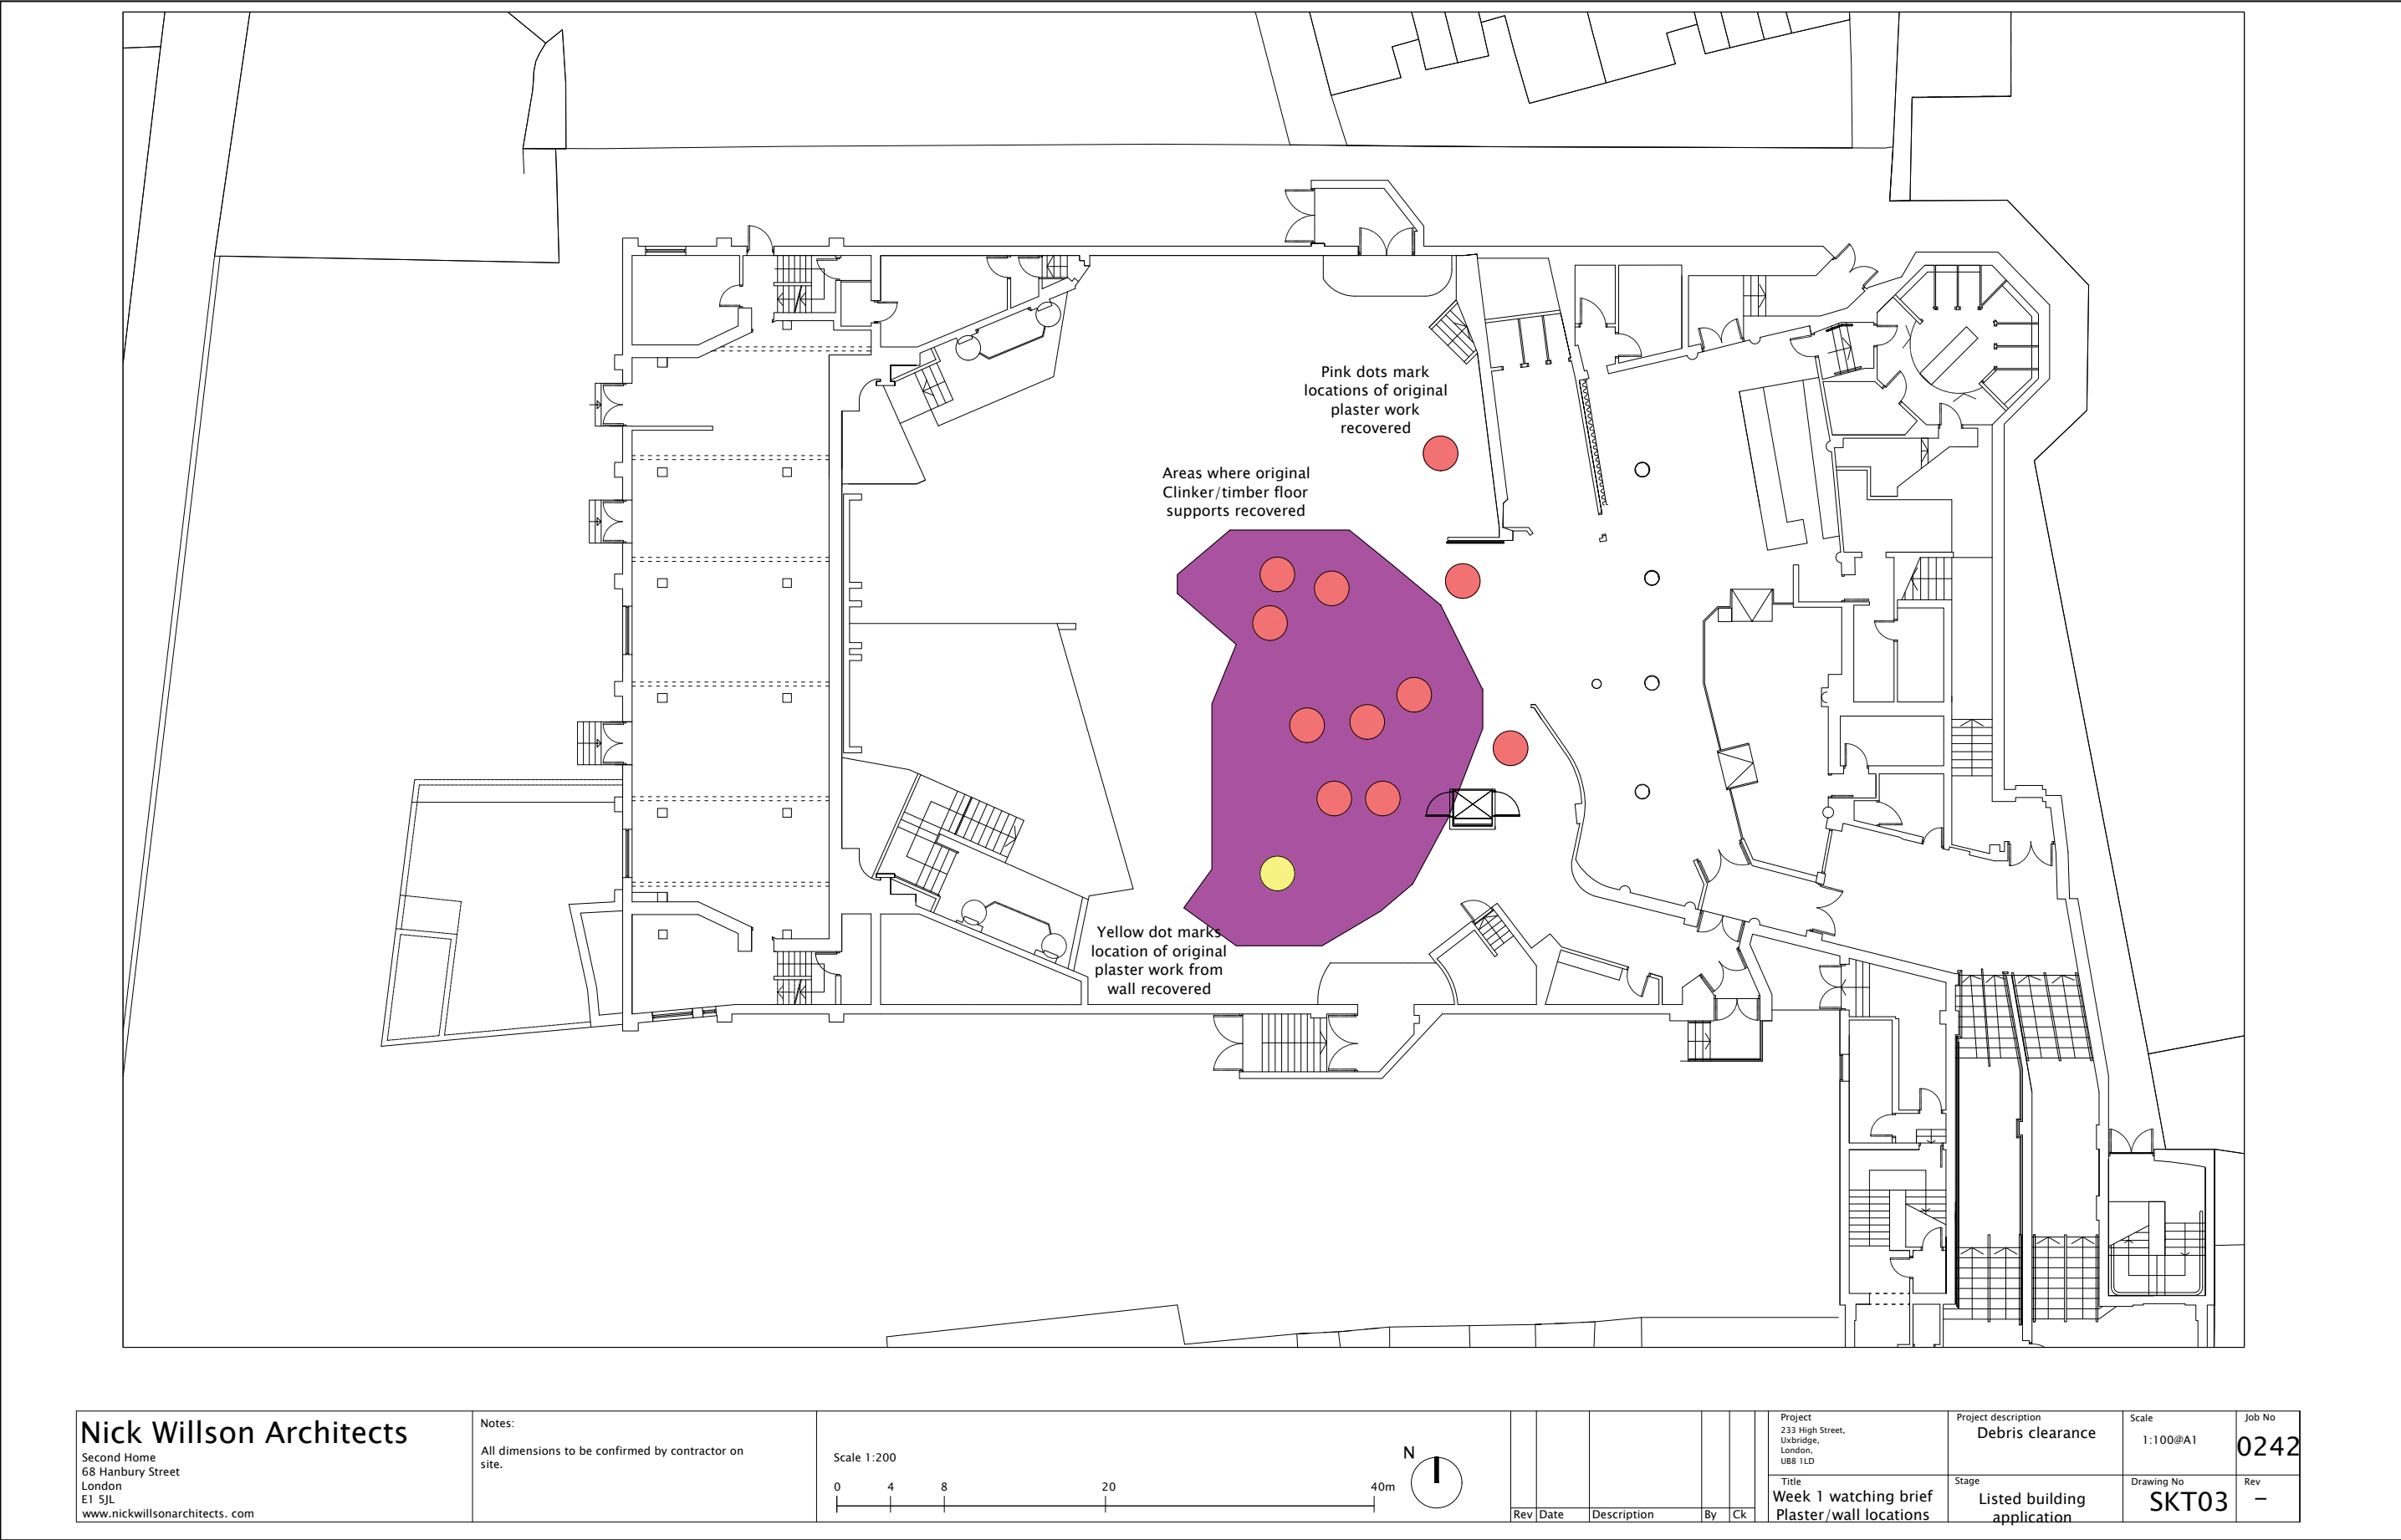 Pink dots mark
locations of original
plaster work
recovered
Areas where original
Clinker/timber floor
supports recovered
Yellow dot marks
location of original
plaster work from
wall recovered
Nick Willson Architects
Second Home
68 Hanbury Street
London
E1 5JL
www.nickwillsonarchitects. com
Notes:
All dimensions to be confirmed by contractor on
site.
Scale 1:200
0 4 8 20 40m
N
Rev Date Description By Ck
Project
233 High Street,
Uxbridge,
London,
UB8 1LD
Project description
Debris clearance
Scale
1:100@A1
Job No
0242
Title
Week 1 watching brief
Plaster/wall locations
Stage
Listed building
application
Drawing No
SKT03
Rev
-